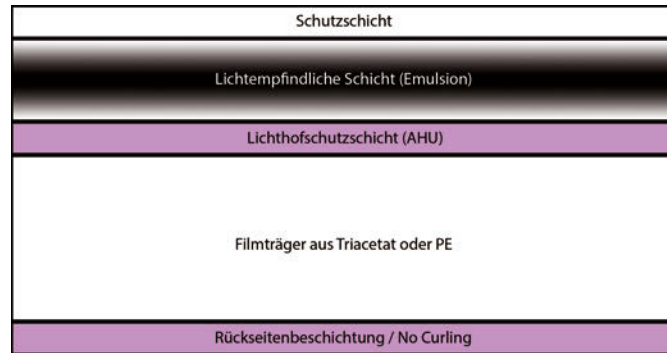 Schutzschicht
Lichtempfindliche Schicht (Emulsion)
Lichthofschutzschicht (AHU)
Filmträger aus Triacetat oder PE
Rückseitenbeschichtung / No Curling